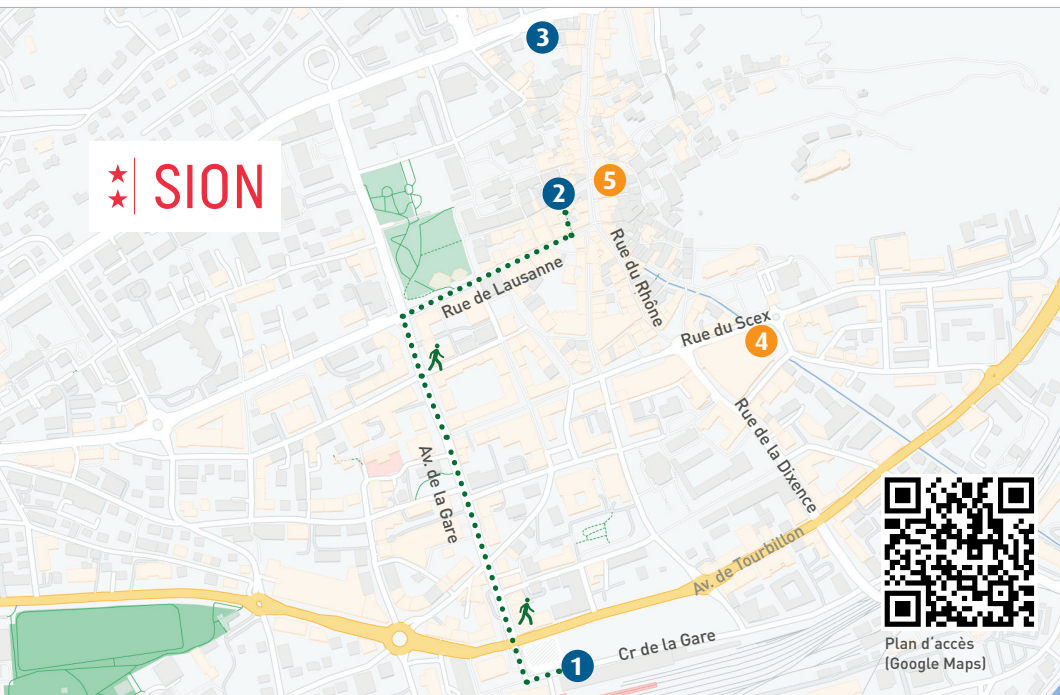 3
SION
2
5
Rue de Lausanne
Rue du Rhône
Rue du Scex
4
Av. de la Gare
Rue de la Dixence
Av. de Tourbillon
Cr de la Gare
1
Plan d'accès
(Google Maps)